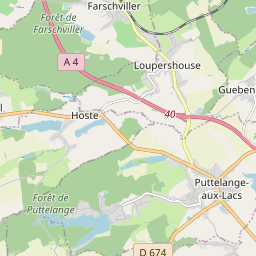 Farschviller
Forêt de
Farschviller
A 4
Loupershouse
Gueben
40
Hoste
Puttelange-
aux-Lacs
Forêt de
Puttelange
D 674